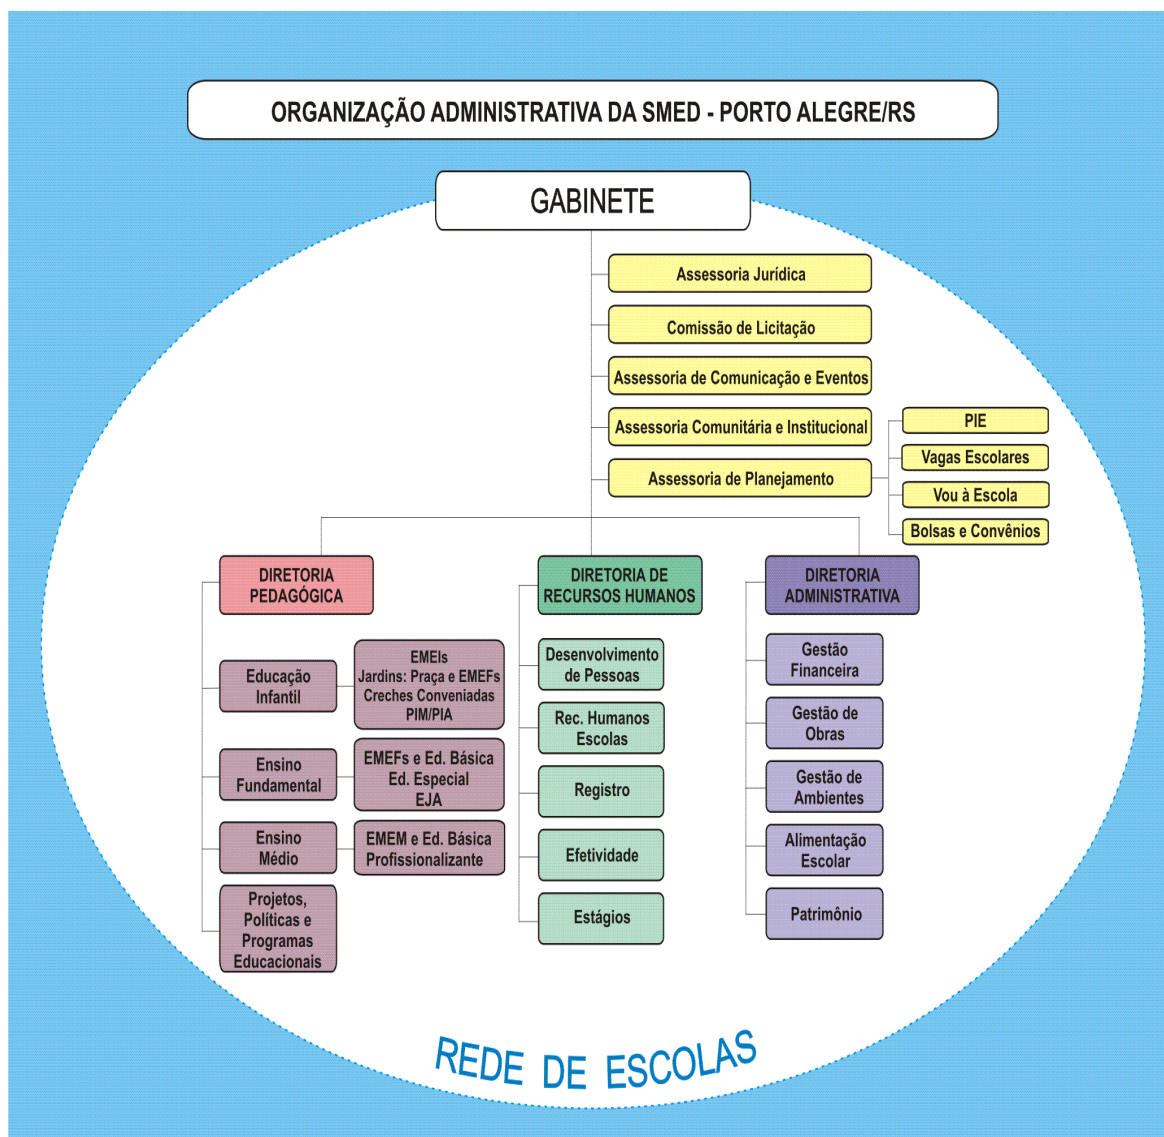 ORGANIZAÇÃO ADMINISTRATIVA DA SMED - PORTO ALEGRE/RS
GABINETE
Assessoria Jurídica
Comissão de Licitação
Assessoria de Comunicação e Eventos
Assessoria Comunitária e Institucional
Assessoria de Planejamento
PIE
Vagas Escolares
Vou à Escola
Bolsas e Convênios
DIRETORIA
PEDAGÓGICA
Educação
Infantil
EMEIs
Jardins: Praça e EMEFs
Creches Conveniadas
PIM/PIA
Ensino
Fundamental
EMEFs e Ed. Básica
Ed. Especial
EJA
Ensino
Médio
EMEM e Ed. Básica
Profissionalizante
Projetos,
Políticas e
Programas
Educacionais
DIRETORIA DE
RECURSOS HUMANOS
Desenvolvimento
de Pessoas
Rec. Humanos
Escolas
Registro
Efetividade
Estágios
DIRETORIA
ADMINISTRATIVA
Gestão
Financeira
Gestão de
Obras
Gestão de
Ambientes
Alimentação
Escolar
Patrimônio
REDE DE ESCOLAS